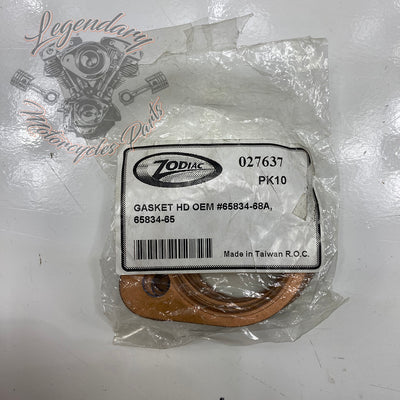 Legendary
Motorcycles Parts
ZODIAC
027637
PK10
GASKET HD OEM #65834-68A,
65834-65
Made in Taiwan R.O.C.